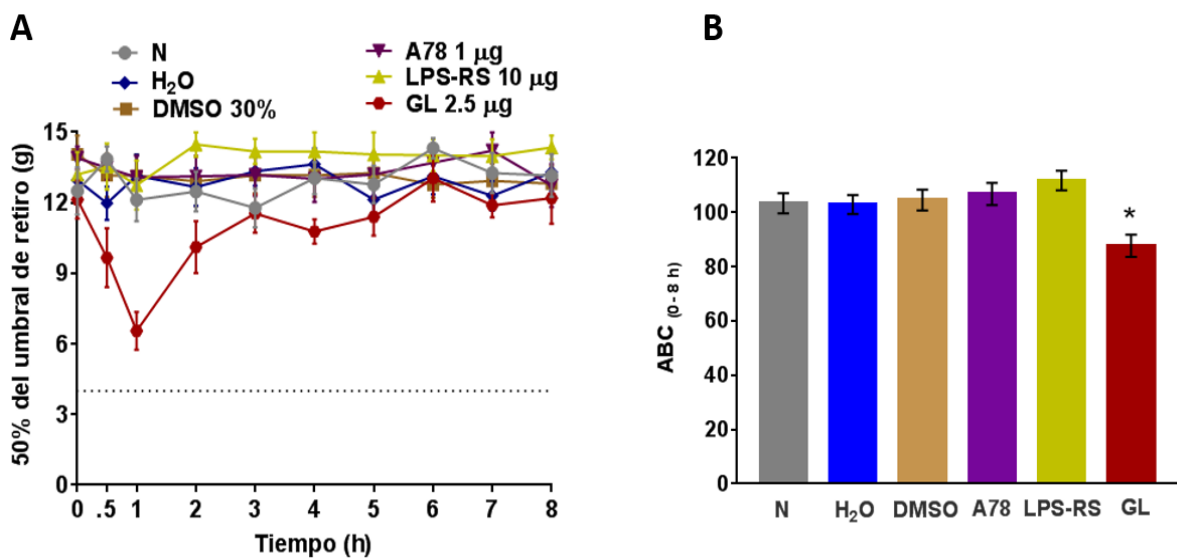 A
N
H₂O
DMSO 30%
A78 1 μg
LPS-RS 10 μg
GL 2.5 μg
50% del umbral de retiro (g)
15
12
9
6
3
0
0 .5 1 2 3 4 5 6 7 8
Tiempo (h)
B
ABC (0 - 8 h)
120
100
80
60
40
20
0
*
N H₂O DMSO A78 LPS-RS GL